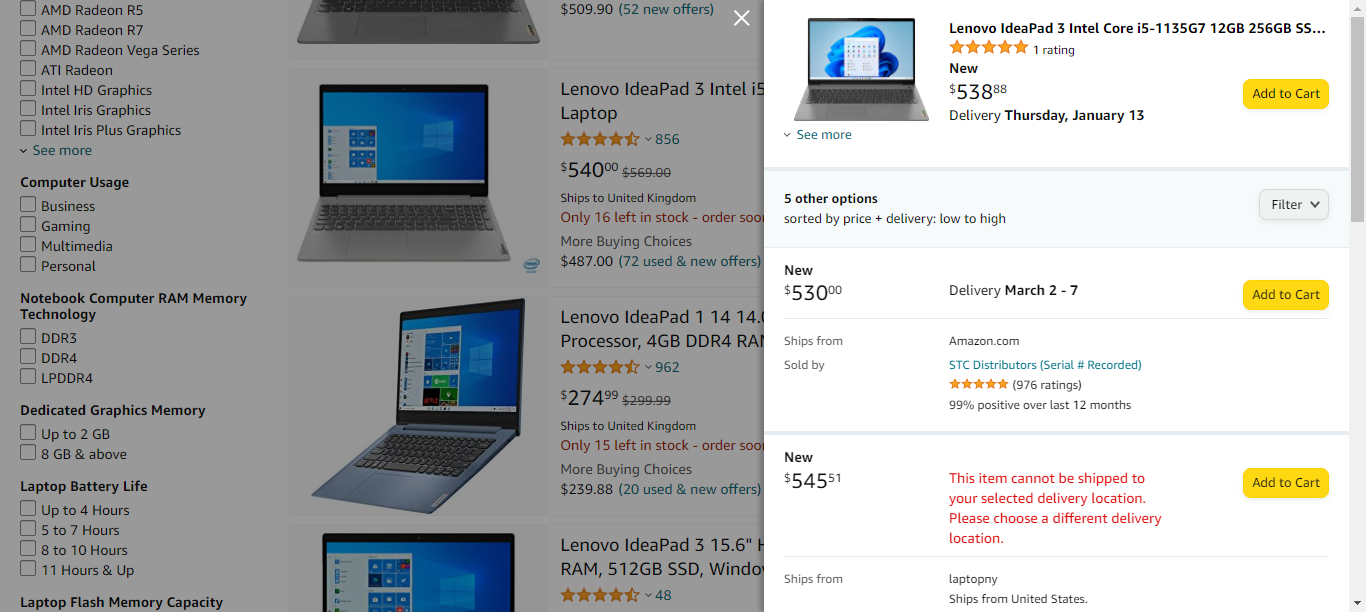 AMD Radeon R5
AMD Radeon R7
AMD Radeon Vega Series
ATI Radeon
Intel HD Graphics
Intel Iris Graphics
Intel Iris Plus Graphics
See more
Computer Usage
Business
Gaming
Multimedia
Personal
Notebook Computer RAM Memory
Technology
DDR3
DDR4
LPDDR4
Dedicated Graphics Memory
Up to 2 GB
8 GB & above
Laptop Battery Life
Up to 4 Hours
5 to 7 Hours
8 to 10 Hours
11 Hours & Up
Laptop Flash Memory Capacity
$509.90 (52 new offers)
Lenovo IdeaPad 3 Intel i5
Laptop
856
$54000 $569.00
Ships to United Kingdom
Only 16 left in stock - order soon
More Buying Choices
$487.00 (72 used & new offers)
Lenovo IdeaPad 1 14 14.0
Processor, 4GB DDR4 RAM
962
$27499 $299.99
Ships to United Kingdom
Only 15 left in stock - order soon
More Buying Choices
$239.88 (20 used & new offers)
Lenovo IdeaPad 3 15.6" H
RAM, 512GB SSD, Window
48
Lenovo IdeaPad 3 Intel Core i5-1135G7 12GB 256GB SS...
1 rating
New
$53888
Add to Cart
Delivery Thursday, January 13
See more
5 other options
sorted by price + delivery: low to high
Filter
New
$53000
Delivery March 2 - 7
Add to Cart
Ships from
Amazon.com
Sold by
STC Distributors (Serial # Recorded)
(976 ratings)
99% positive over last 12 months
New
$54551
This item cannot be shipped to
your selected delivery location.
Please choose a different delivery
location.
Add to Cart
Ships from
laptopny
Ships from United States.